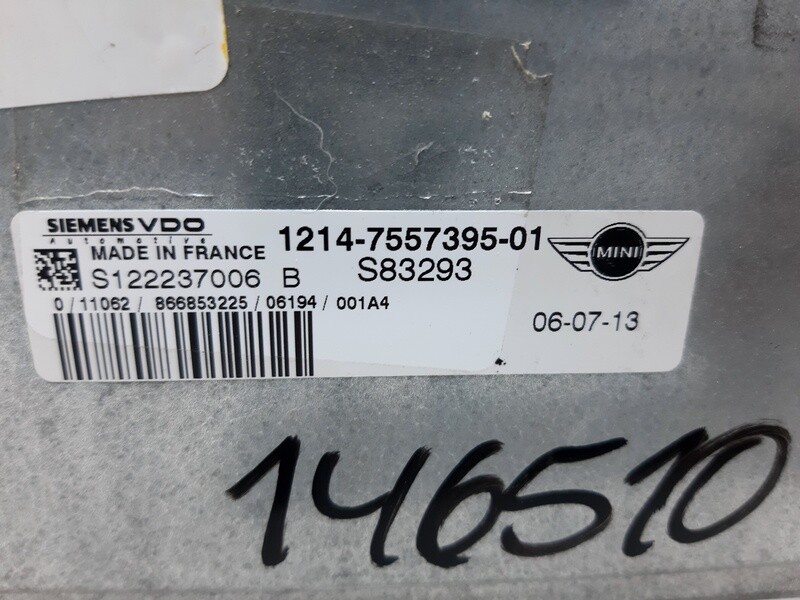 SIEMENS VDO
Automotive
MADE IN FRANCE
1214-7557395-01
MINI
S122237006 B
S83293
0/11062/866853225/06194/001A4
06-07-13
146510